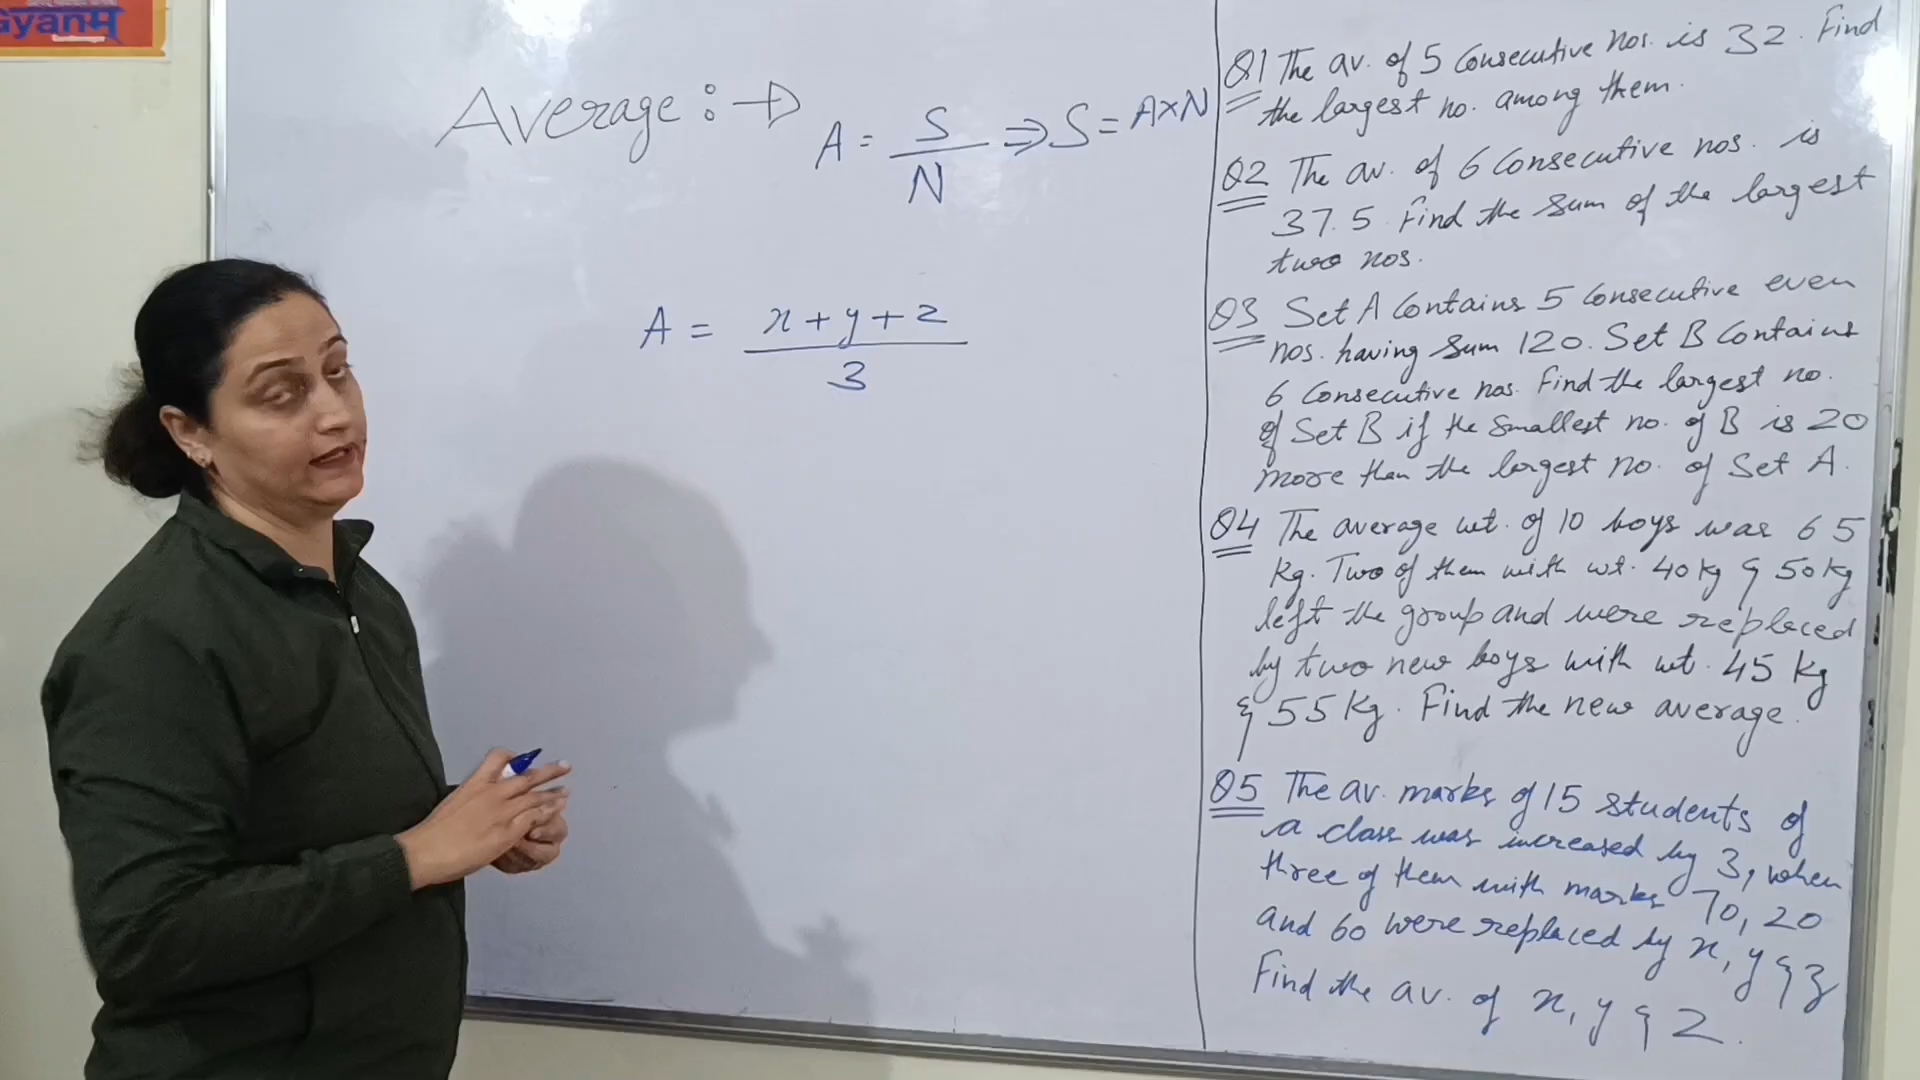 Gyanम्
Average :→
A = S/N ⇒ S = A×N
A = x+y+z/3
Q1 The av. of 5 Consecutive nos. is 32. Find
the largest no. among them.
Q2 The av. of 6 Consecutive nos. is
37.5. Find the Sum of the largest
two nos.
Q3 Set A Contains 5 Consecutive even
nos. having Sum 120. Set B Contains
6 Consecutive nos. Find the largest no.
of Set B if the Smallest no. of B is 20
more than the largest no. of Set A.
Q4 The average wt. of 10 boys was 65
Kg. Two of them with wt. 40 kg & 50 kg
left the group and were replaced
by two new boys with wt. 45 kg
& 55 Kg. Find the new average.
Q5 The av. marks of 15 students of
a class was increased by 3, when
three of them with marks 70, 20
and 60 were replaced by x, y & z
Find the av. of x, y & z.